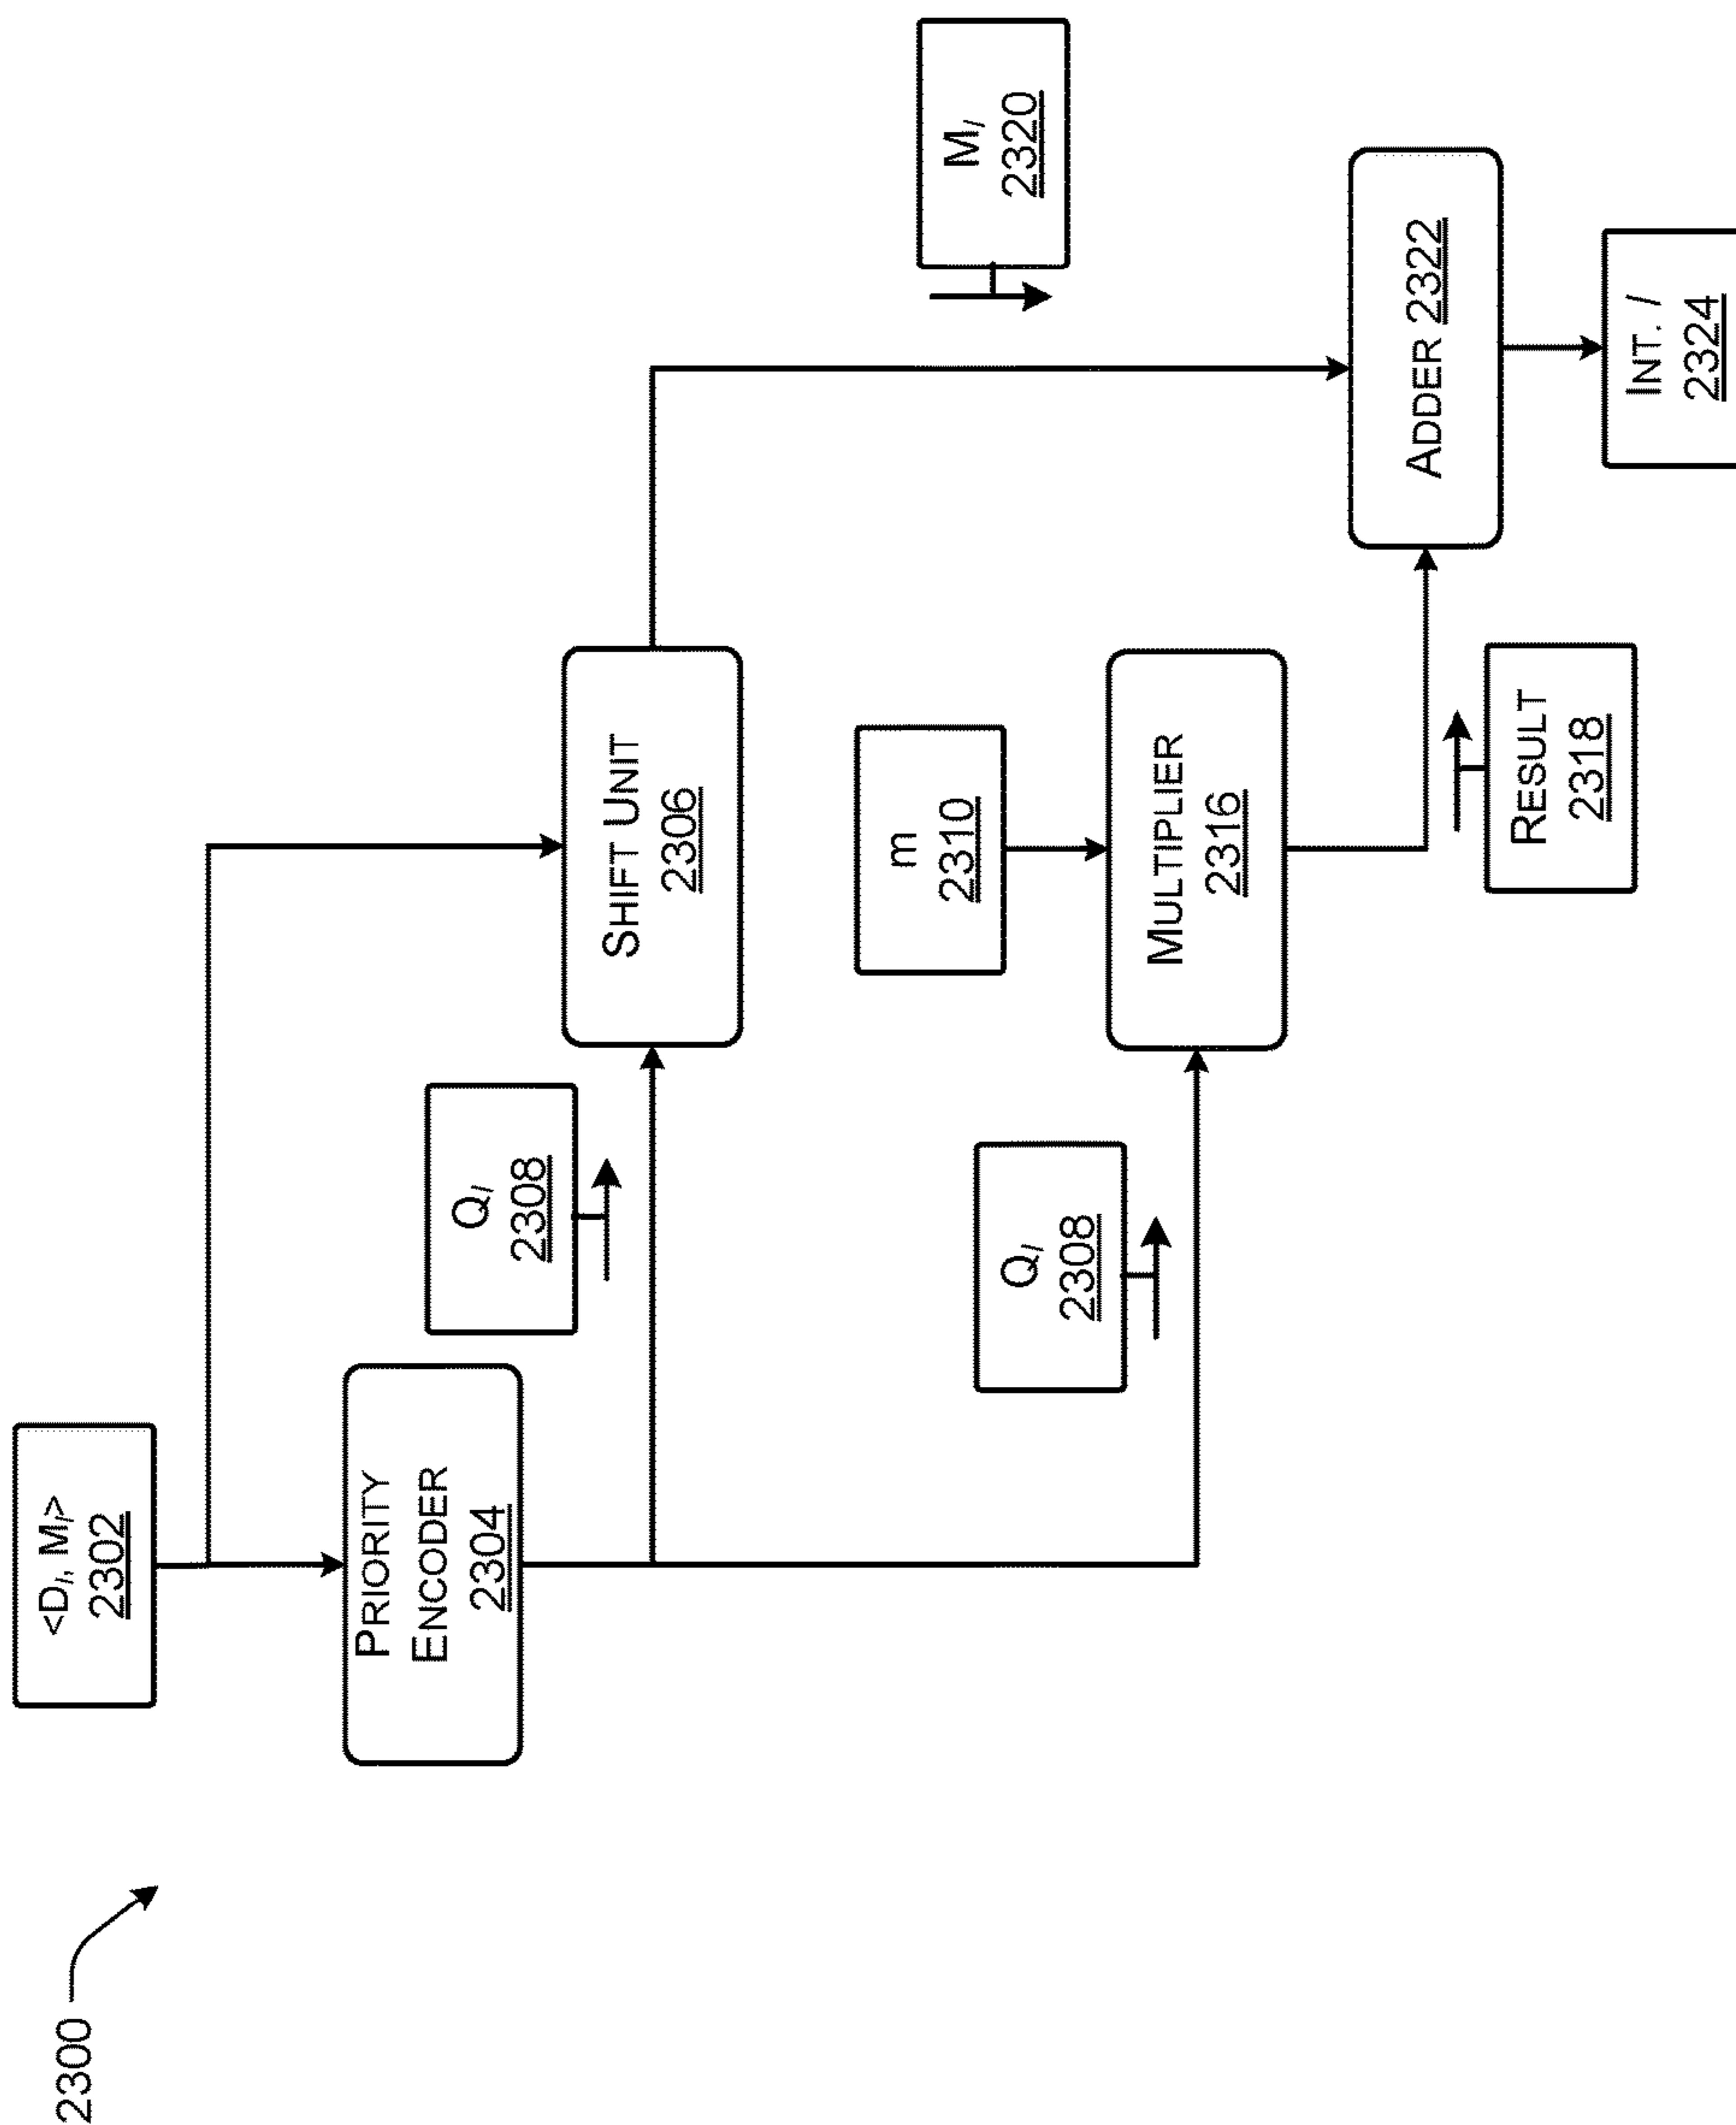 2300
<Dᵢ, Mᵢ>
2302
PRIORITY
ENCODER
2304
Qᵢ
2308
SHIFT UNIT
2306
Qᵢ
2308
m
2310
MULTIPLIER
2316
RESULT
2318
Mᵢ
2320
ADDER 2322
INT. I
2324